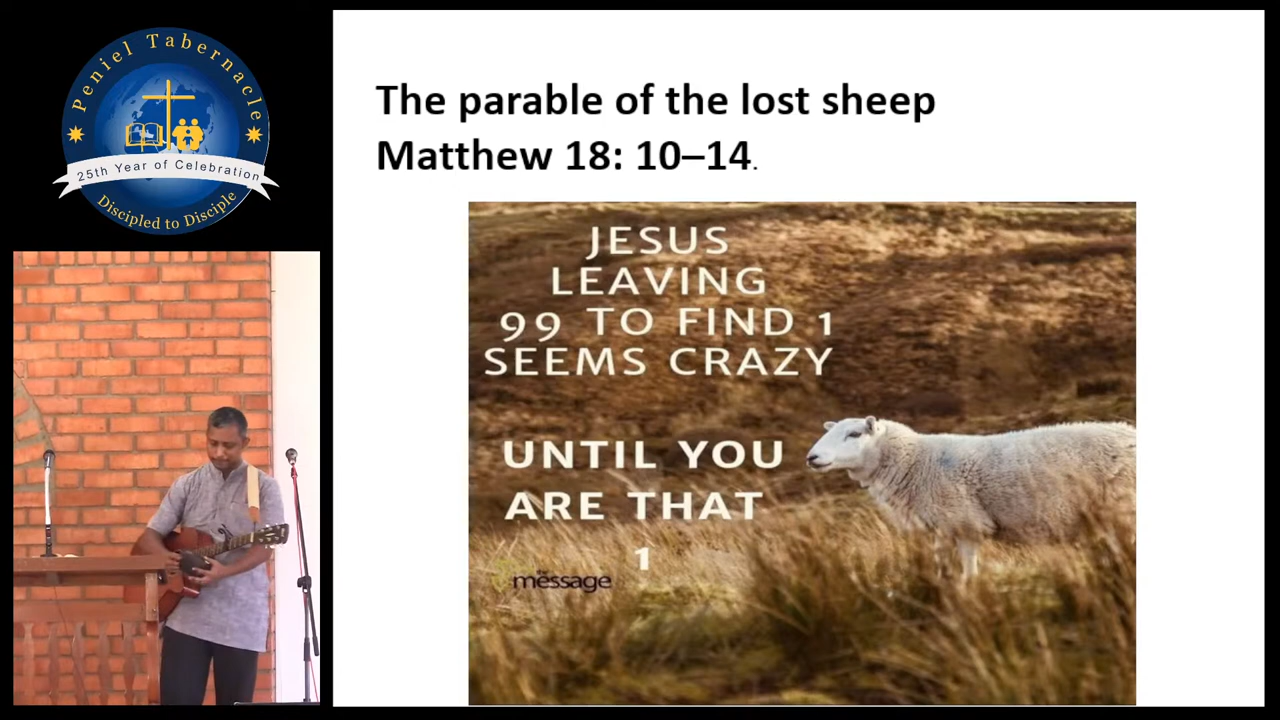 Peniel Tabernacle
25th Year of Celebration
Discipled to Disciple
The parable of the lost sheep
Matthew 18: 10–14.
JESUS
LEAVING
99 TO FIND 1
SEEMS CRAZY
UNTIL YOU
ARE THAT
1
the
message